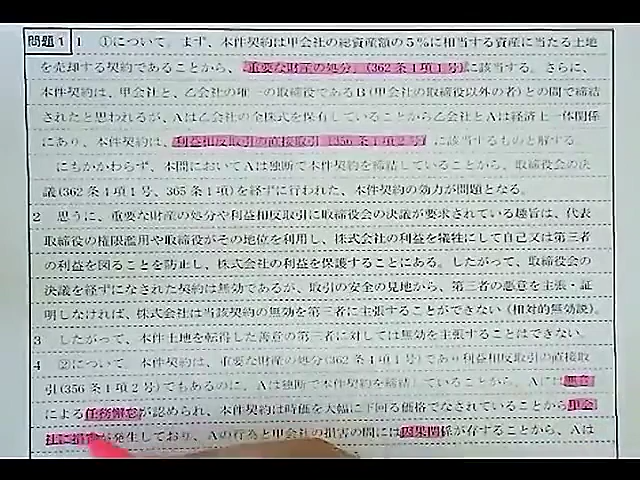 問題1 1 ①について。まず、本件契約は甲会社の総資産額の5％に相当する資産に当たる土地
を売却する契約であることから、「重要な財産の処分」(362条4項1号)に該当する。さらに、
本件契約は、甲会社と、乙会社の唯一の取締役であるB(甲会社の取締役以外の者)との間で締結
されたと思われるが、Aは乙会社の全株式を保有していることから乙会社とAは経済上一体関係
にあり、本件契約は、利益相反取引の直接取引(356条1項2号)に該当するものと解する。
にもかかわらず、本問においてAは独断で本件契約を締結していることから、取締役会の決
議(362条4項1号、365条1項)を経ずに行われた、本件契約の効力が問題となる。
2 思うに、重要な財産の処分や利益相反取引に取締役会の決議が要求されている趣旨は、代表
取締役の権限濫用や取締役がその地位を利用し、株式会社の利益を犠牲にして自己又は第三者
の利益を図ることを防止し、株式会社の利益を保護することにある。したがって、取締役会の
決議を経ずになされた契約は無効であるが、取引の安全の見地から、第三者の悪意を主張・証
明しなければ、株式会社は当該契約の無効を第三者に主張することができない(相対的無効説)。
3 したがって、本件土地を転得した善意の第三者に対しては無効を主張することはできない。
4 ②について。本件契約は、重要な財産の処分(362条4項1号)であり利益相反取引の直接取
引(356条1項2号)でもあるのに、Aは独断で本件契約を締結していることから、Aには
による任務懈怠が認められ、本件契約は時価を大幅に下回る価格でなされていることから甲会
社に損害が発生しており、Aの行為と甲会社の損害の間には因果関係が存することから、Aは